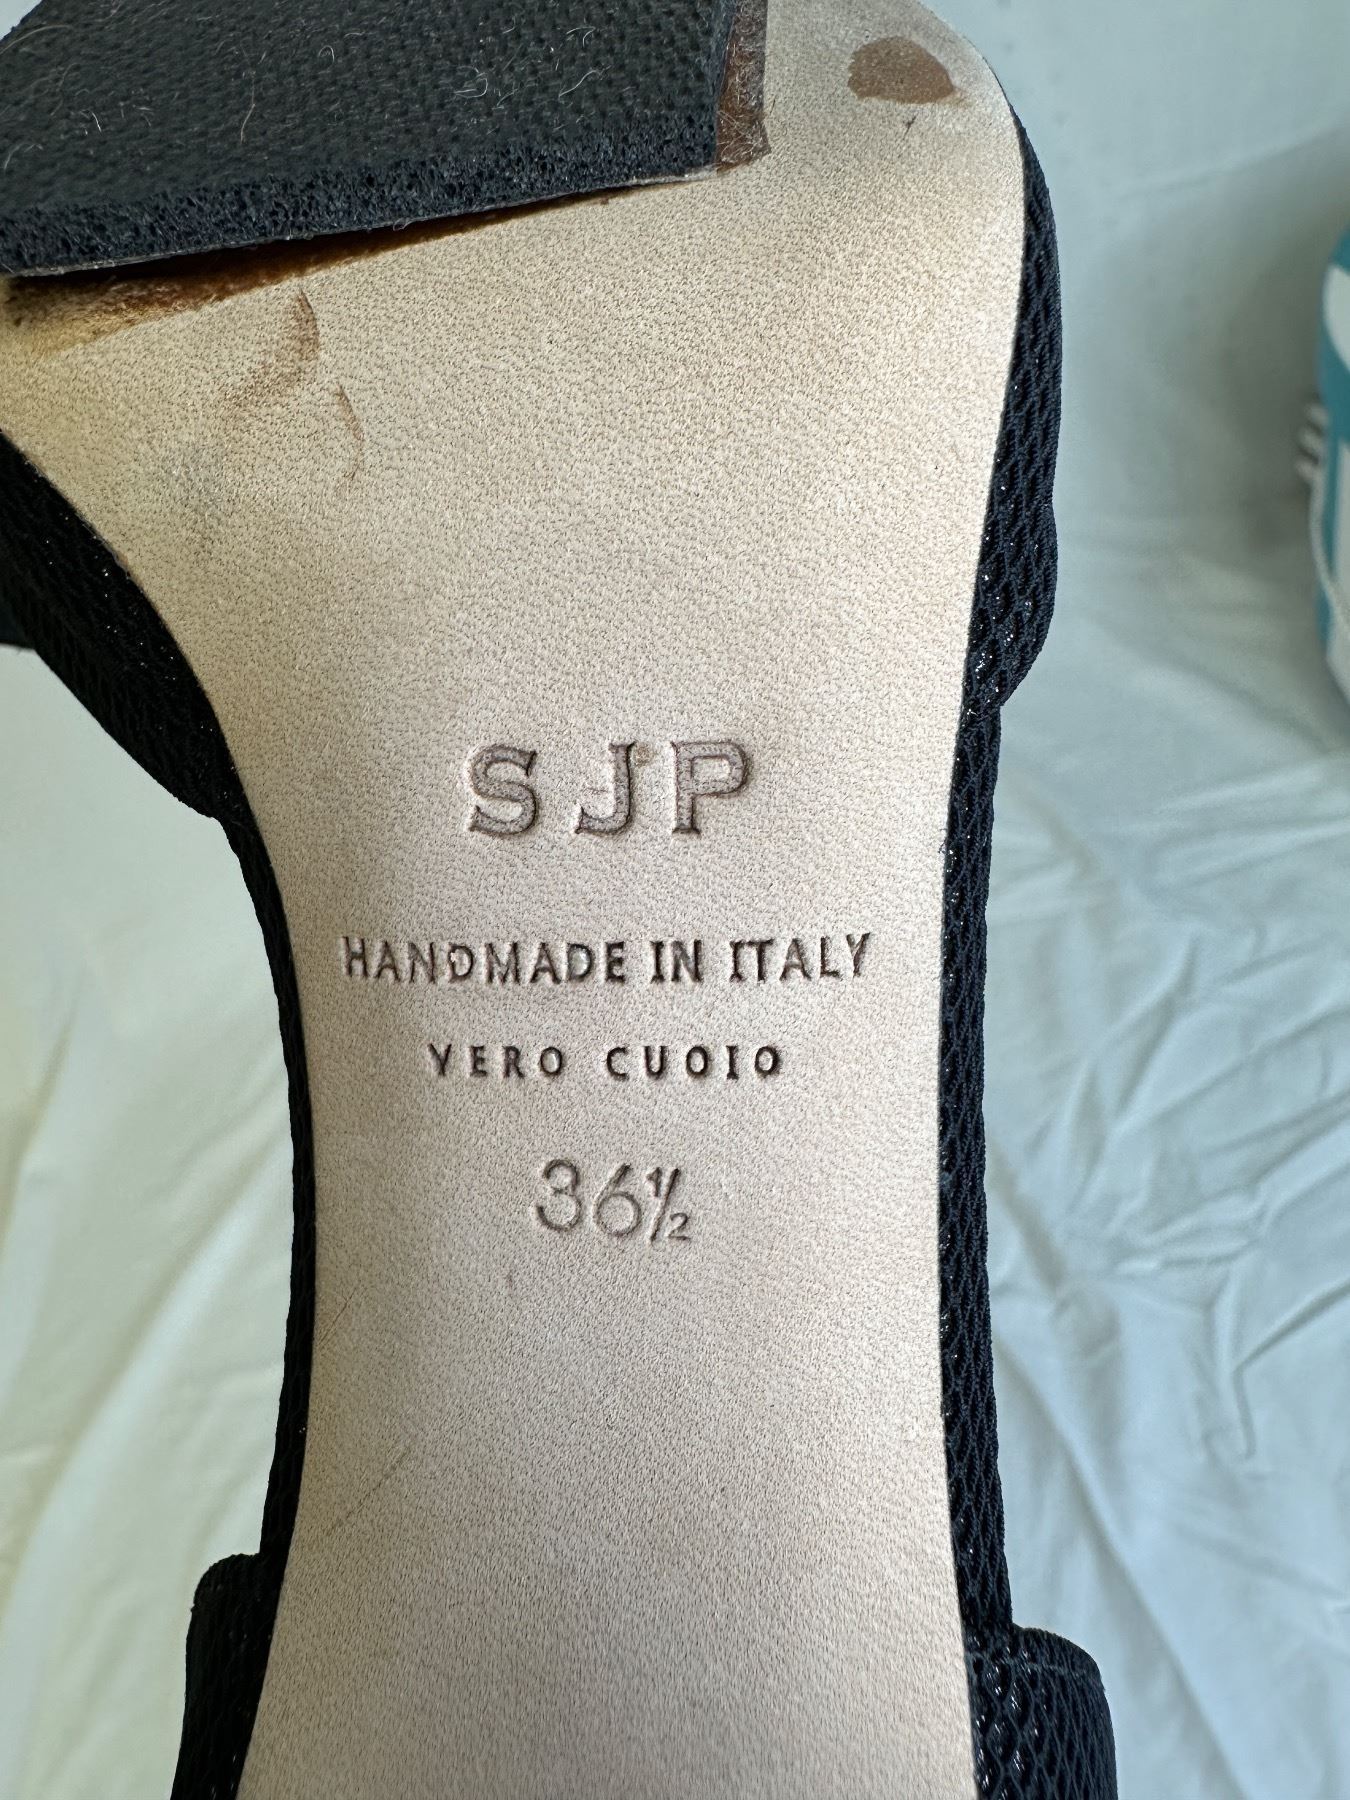 SJP
HANDMADE IN ITALY
VERO CUOIO
36½